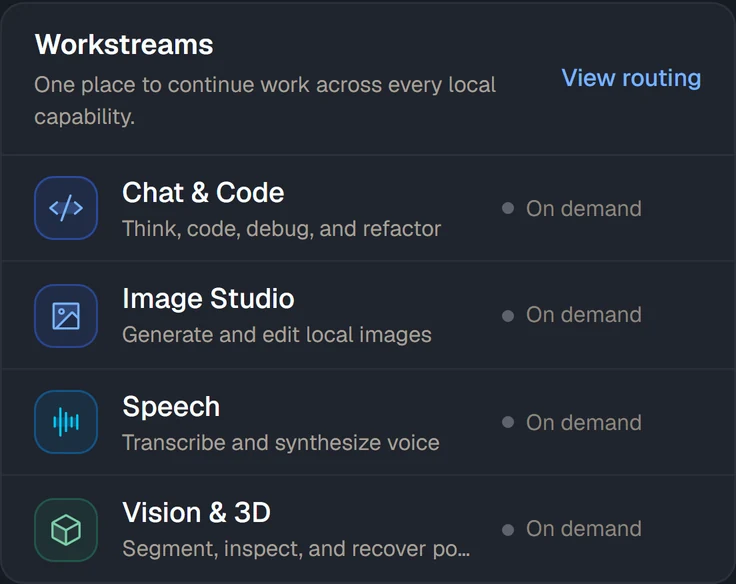 Workstreams
One place to continue work across every local
capability.
View routing
Chat & Code
Think, code, debug, and refactor
On demand
Image Studio
Generate and edit local images
On demand
Speech
Transcribe and synthesize voice
On demand
Vision & 3D
Segment, inspect, and recover po...
On demand